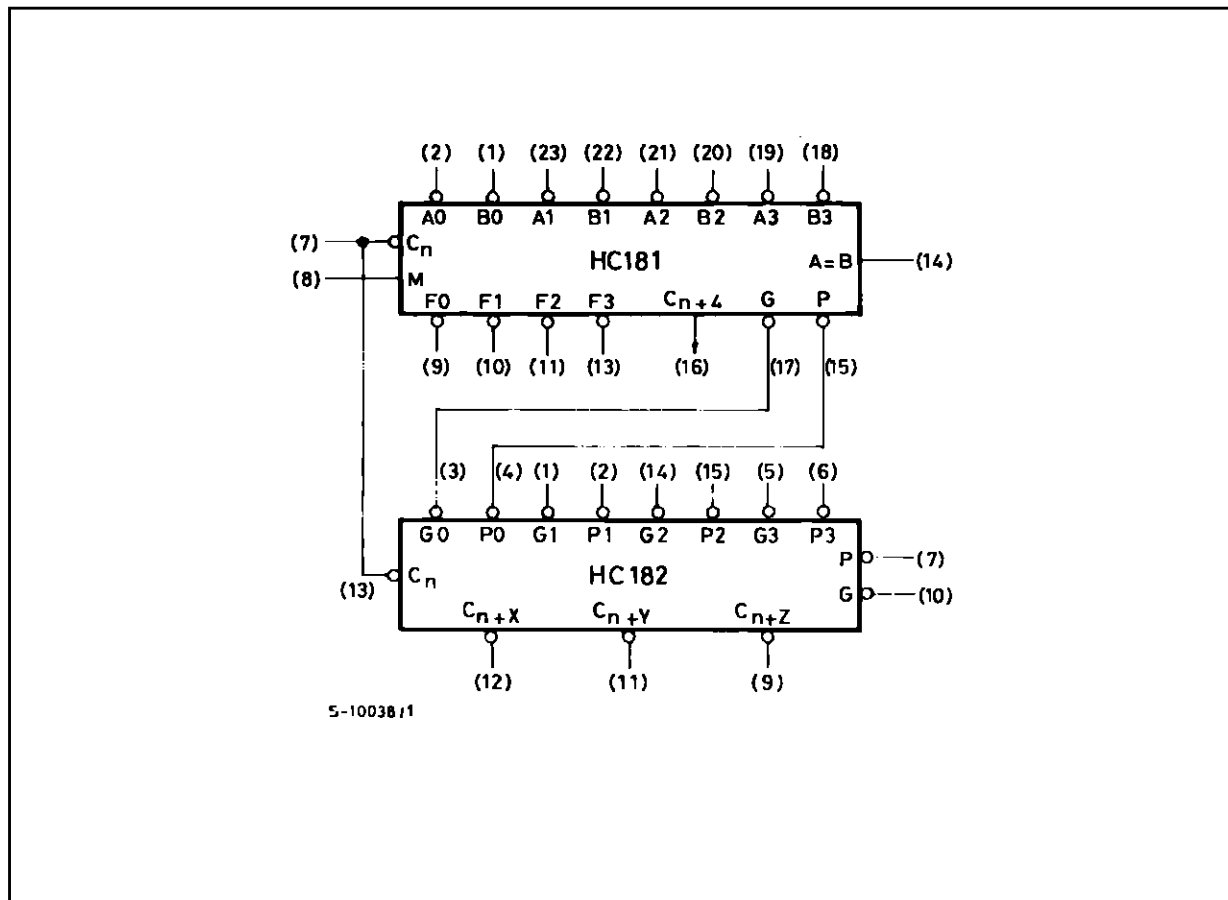 (2) (1) (23) (22) (21) (20) (19) (18)
A0 B0 A1 B1 A2 B2 A3 B3
(7) Cn HC181 A=B (14)
(8) M
F0 F1 F2 F3 Cn+4 G P
(9) (10) (11) (13) (16) (17) (15)
(3) (4) (1) (2) (14) (15) (5) (6)
G0 P0 G1 P1 G2 P2 G3 P3
P (7)
(13) Cn HC182
G (10)
Cn+X Cn+Y Cn+Z
(12) (11) (9)
S-10038/1